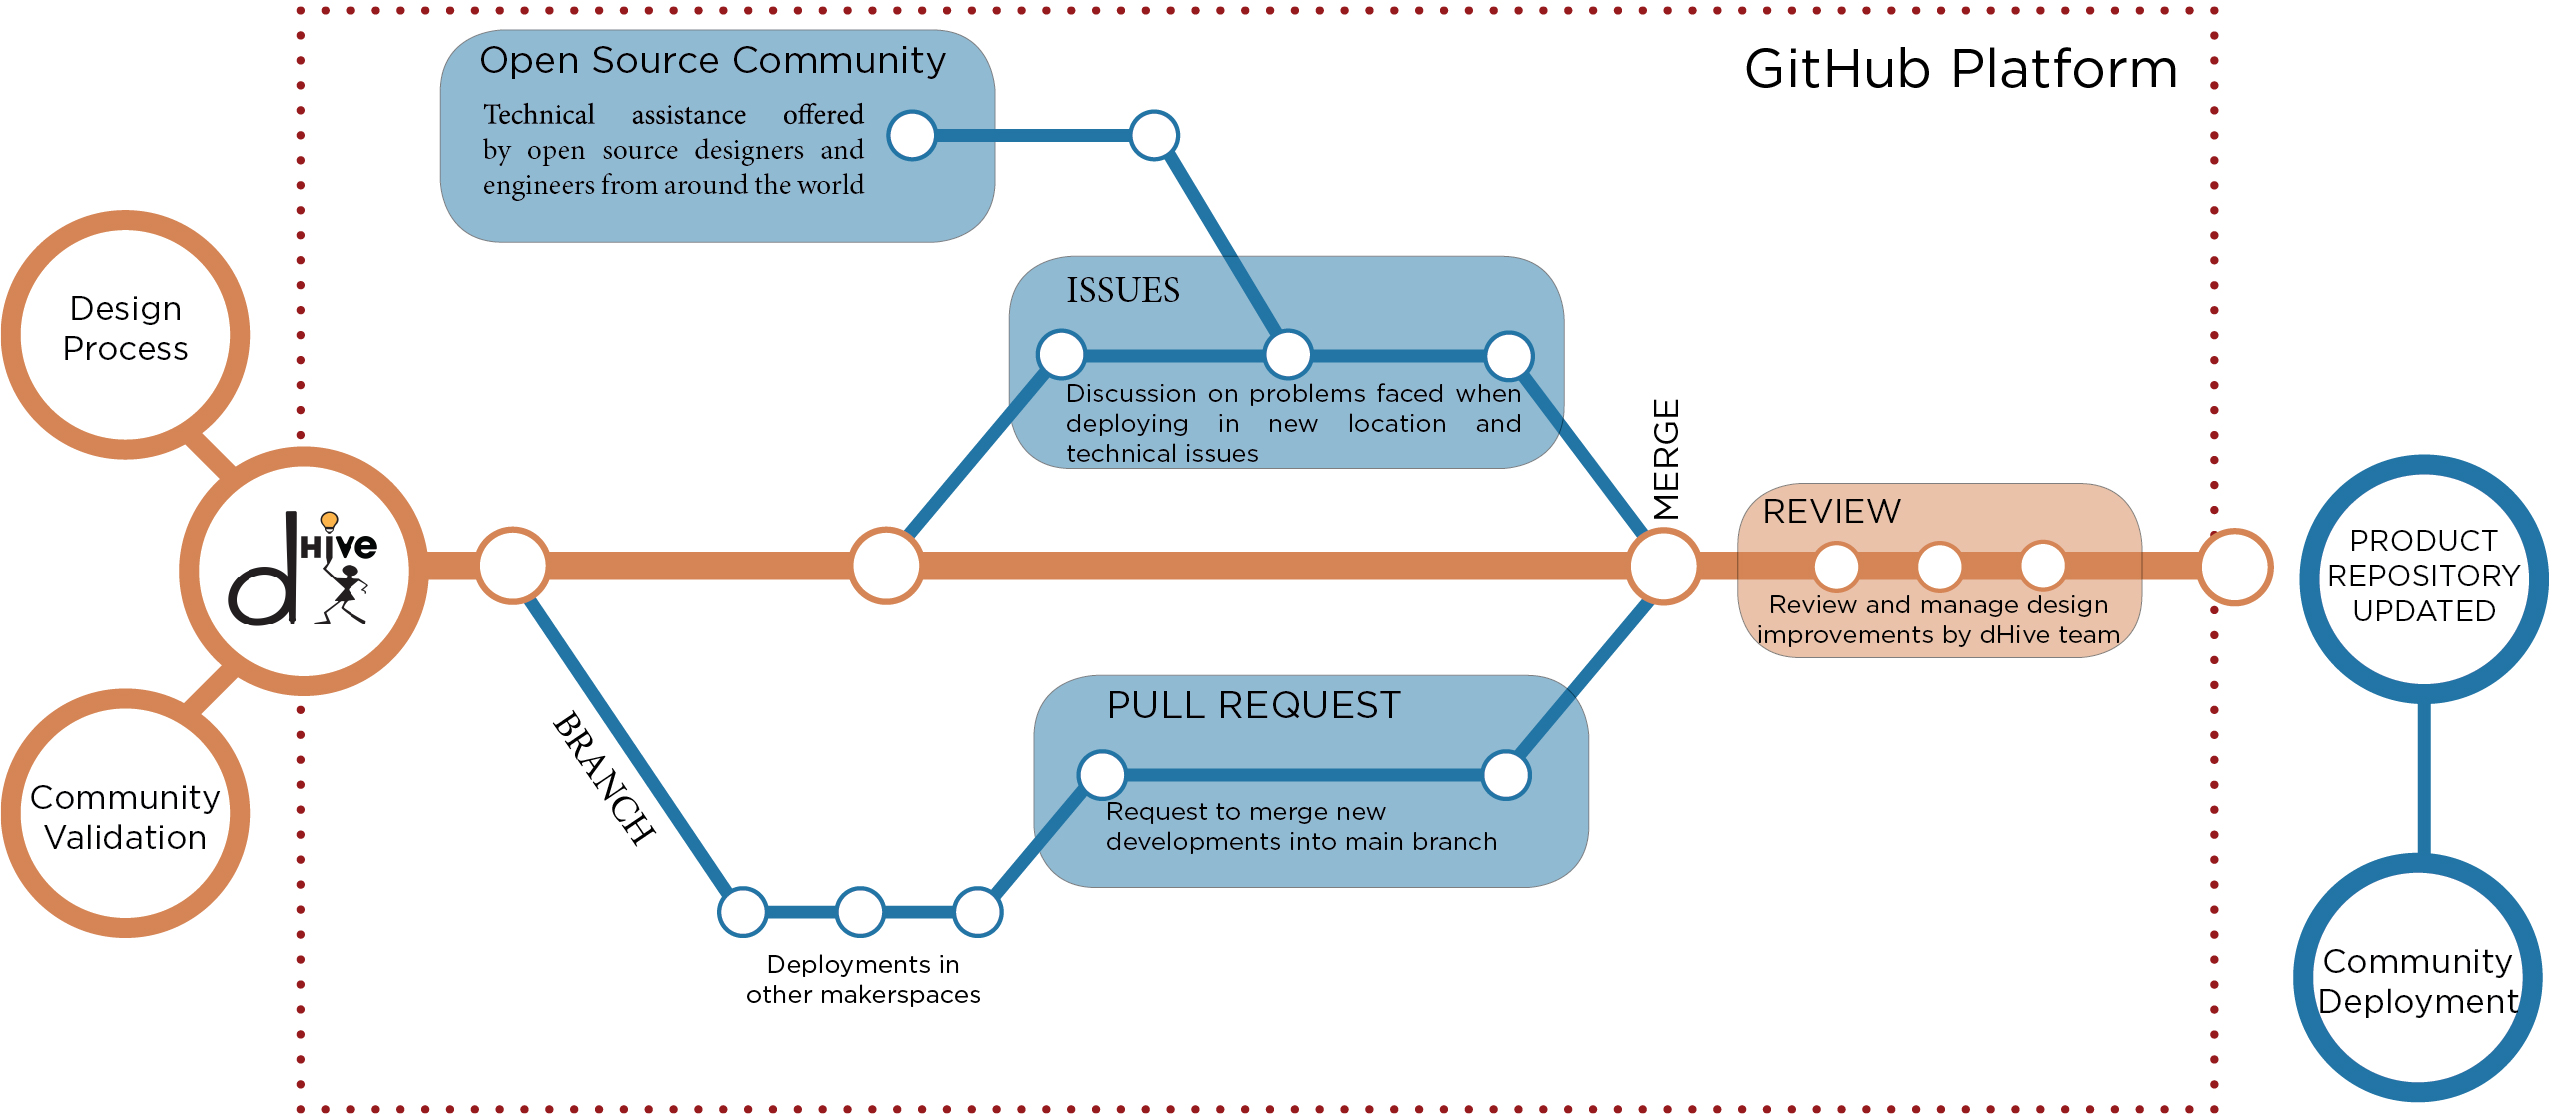 Open Source Community
Technical assistance offered
by open source designers and
engineers from around the world
GitHub Platform
Design
Process
ISSUES
Discussion on problems faced when
deploying in new location and
technical issues
MERGE
dHive
REVIEW
Review and manage design
improvements by dHive team
PRODUCT
REPOSITORY
UPDATED
BRANCH
PULL REQUEST
Request to merge new
developments into main branch
Community
Validation
Deployments in
other makerspaces
Community
Deployment